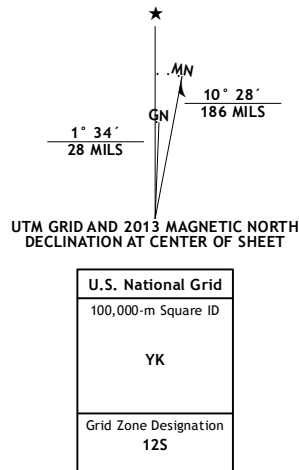 ★
MN
GN
10° 28´
186 MILS
1° 34´
28 MILS
UTM GRID AND 2013 MAGNETIC NORTH
DECLINATION AT CENTER OF SHEET
U.S. National Grid
100,000-m Square ID
YK
Grid Zone Designation
12S